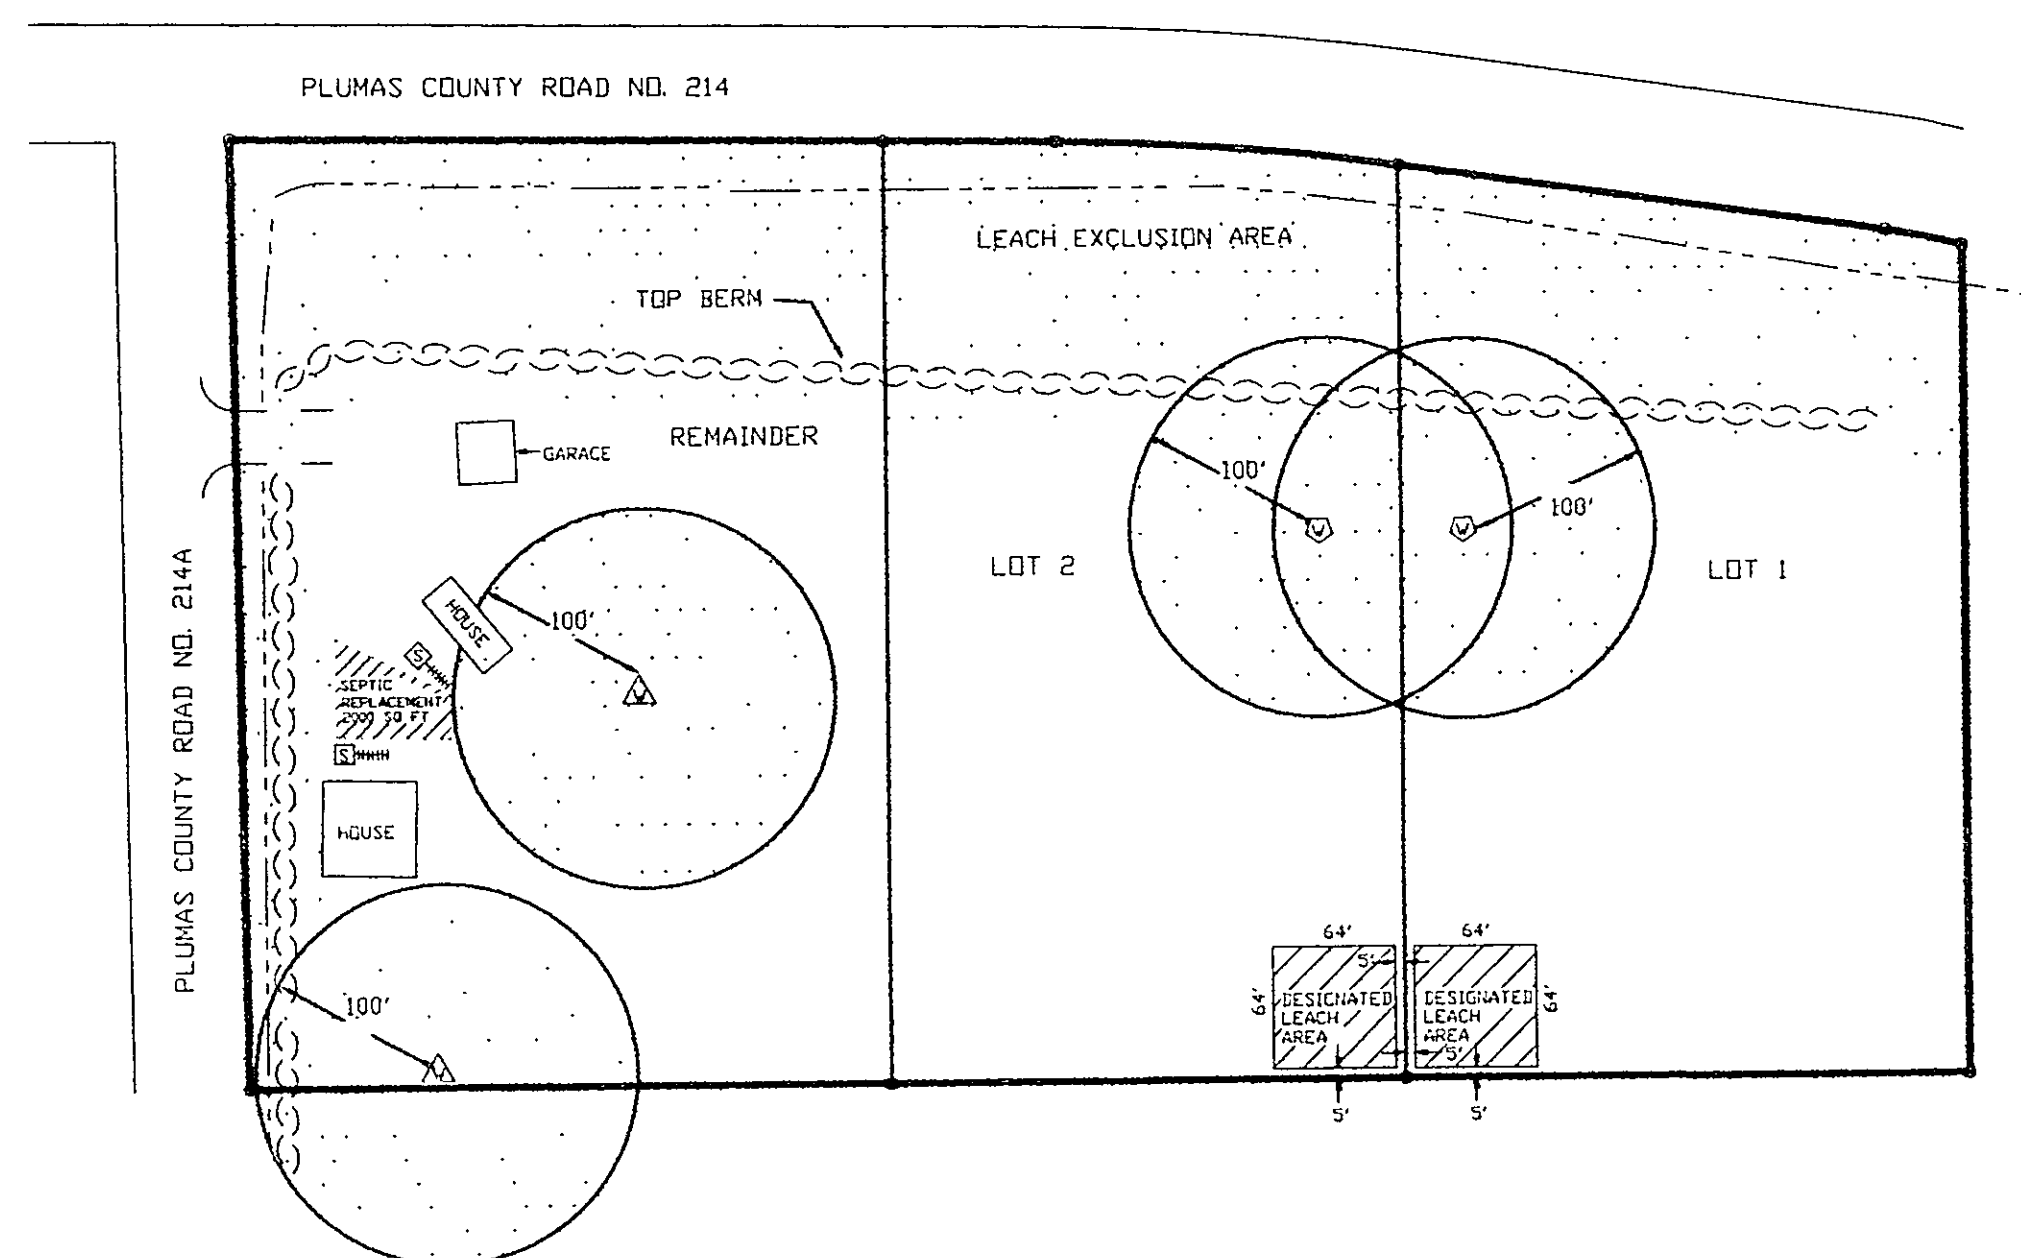 PLUMAS COUNTY ROAD NO. 214
LEACH EXCLUSION AREA
TOP BERM
REMAINDER
GARAGE
100'
W
100'
W
LOT 2
LOT 1
PLUMAS COUNTY ROAD NO. 214A
HOUSE
100'
W
S
SEPTIC
REPLACEMENT
2000 SQ FT
S
HOUSE
100'
W
64'
64'
5'
64'
DESIGNATED
LEACH
AREA
DESIGNATED
LEACH
AREA
64'
5'
5'
5'